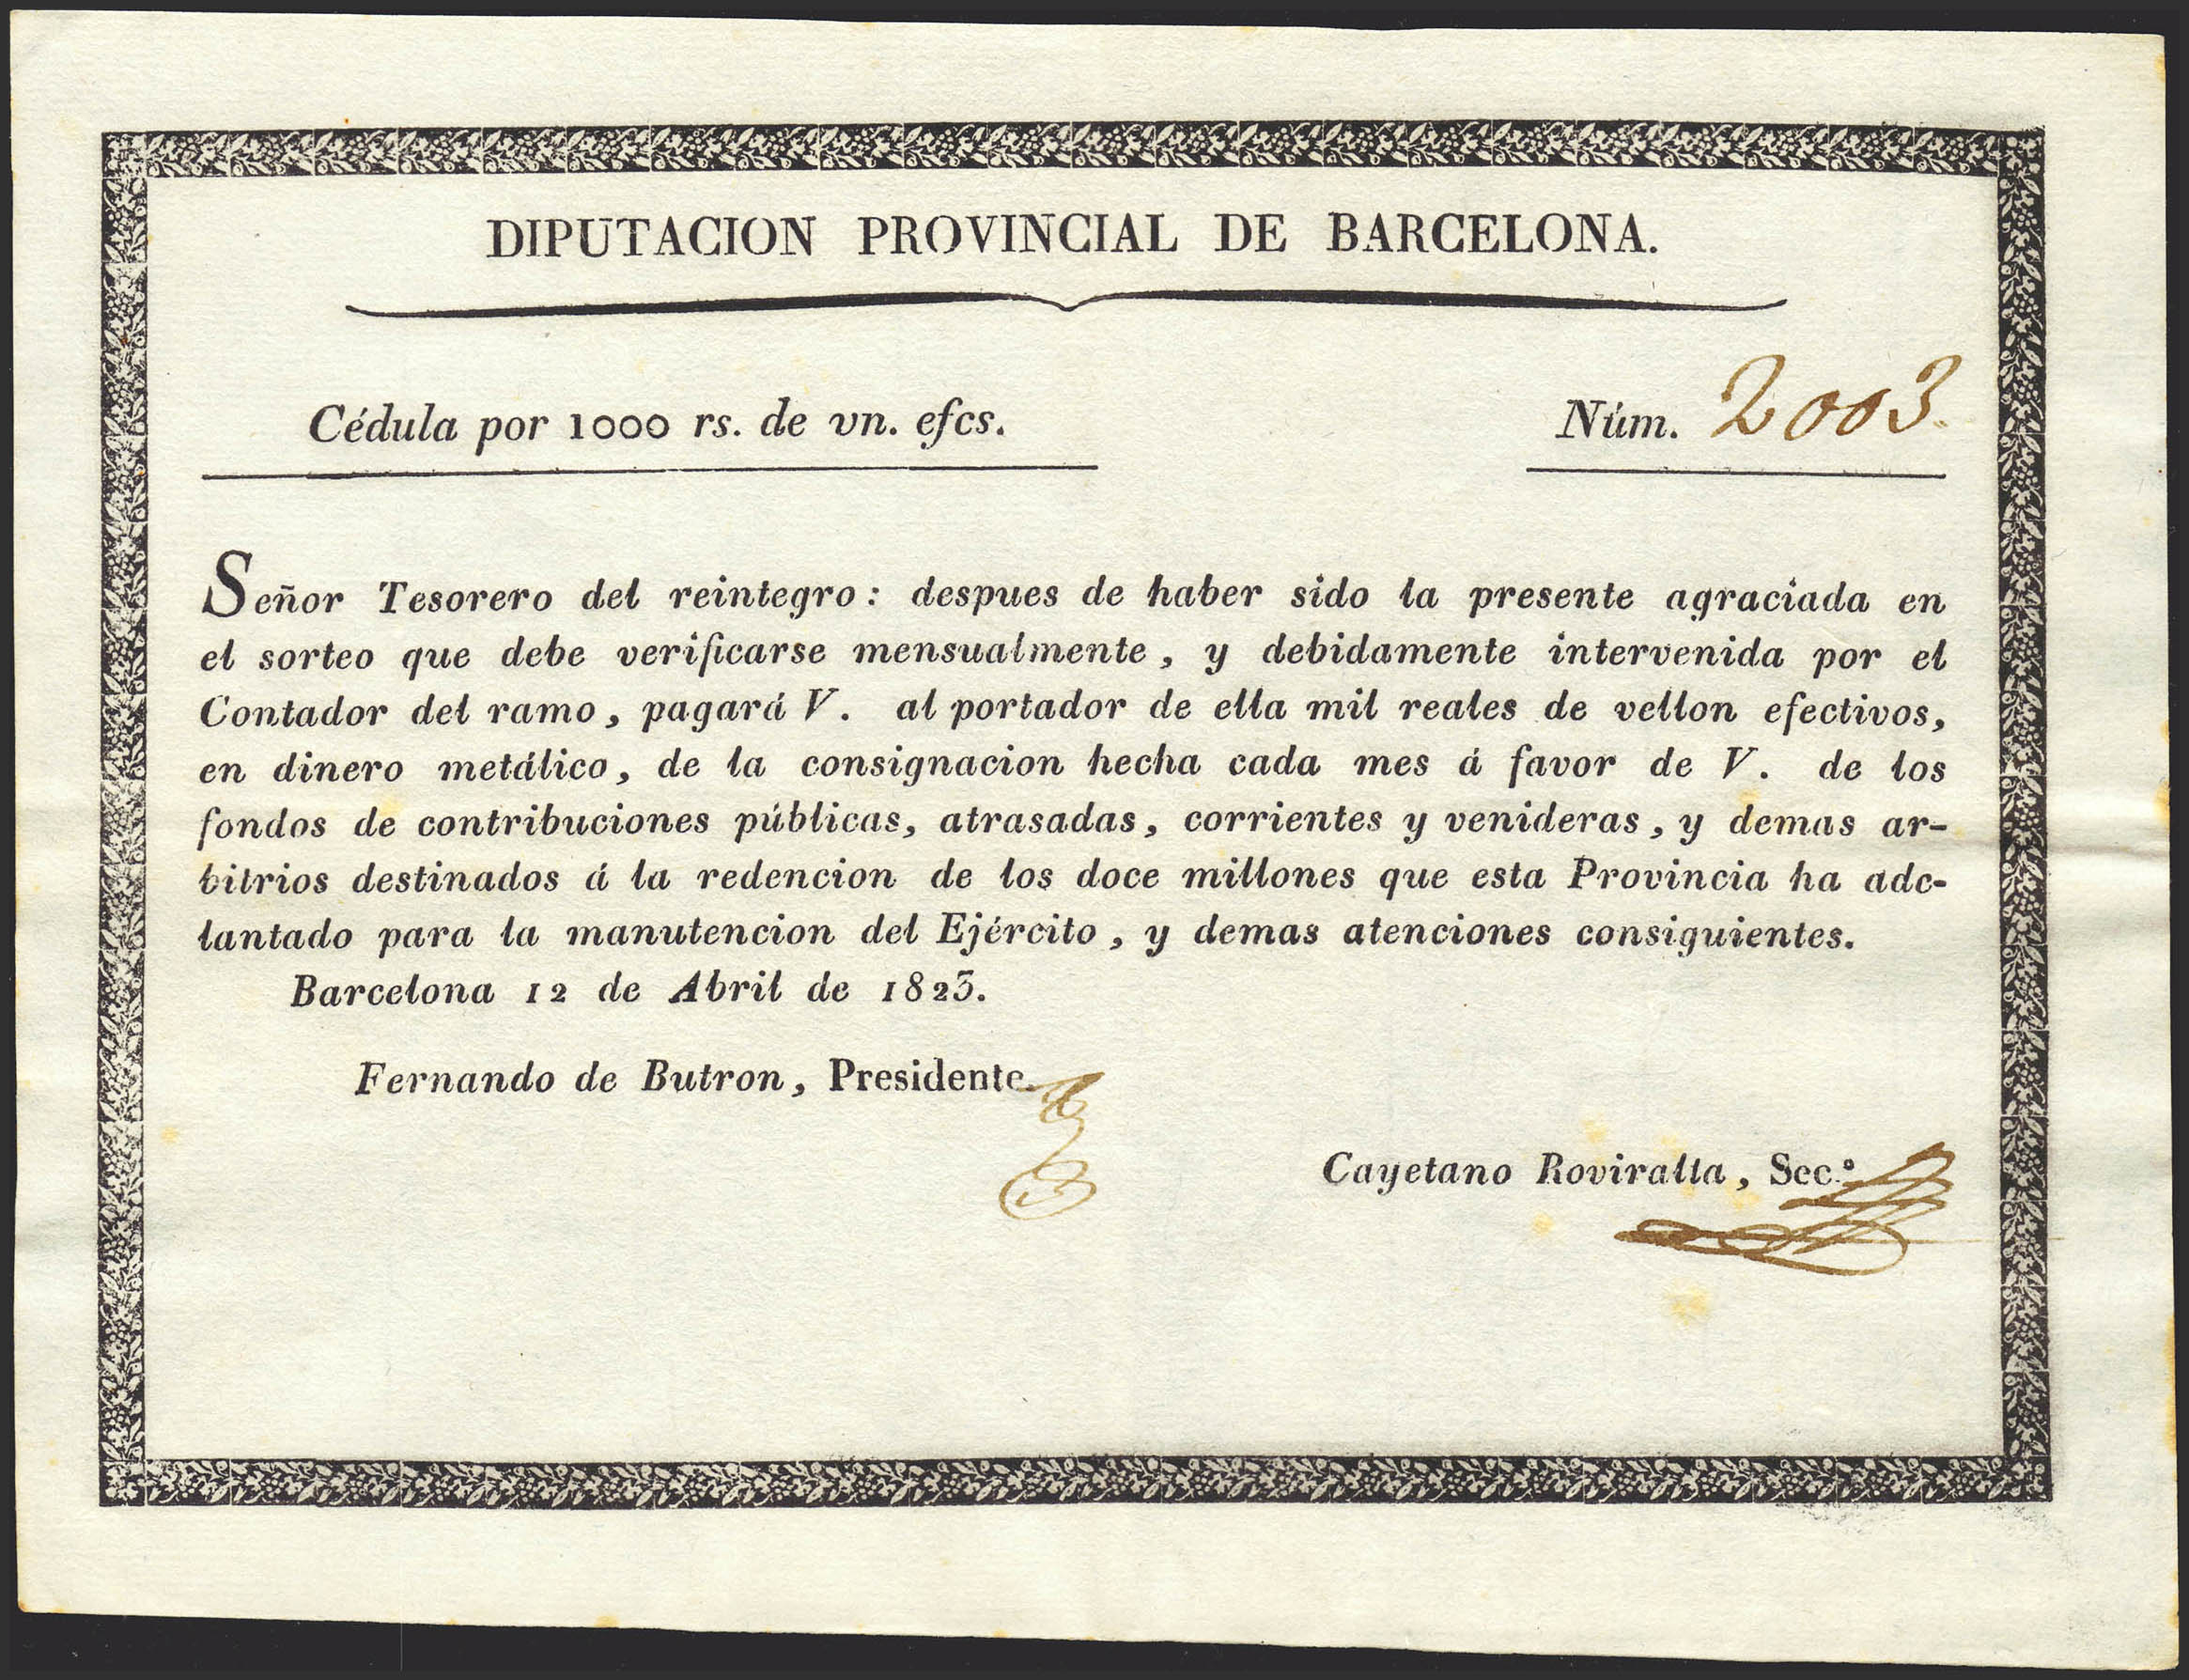 DIPUTACION PROVINCIAL DE BARCELONA.
Cédula por 1000 rs. de vn. efcs.
Núm. 2003.
Señor Tesorero del reintegro: despues de haber sido la presente agraciada en
el sorteo que debe verificarse mensualmente, y debidamente intervenida por el
Contador del ramo, pagará V. al portador de ella mil reales de vellon efectivos,
en dinero metálico, de la consignacion hecha cada mes á favor de V. de los
fondos de contribuciones públicas, atrasadas, corrientes y venideras, y demas ar-
bitrios destinados á la redencion de los doce millones que esta Provincia ha ade-
lantado para la manutencion del Ejército, y demas atenciones consiguientes.
Barcelona 12 de Abril de 1823.
Fernando de Butron, Presidente.
Cayetano Roviralta, Sec.º